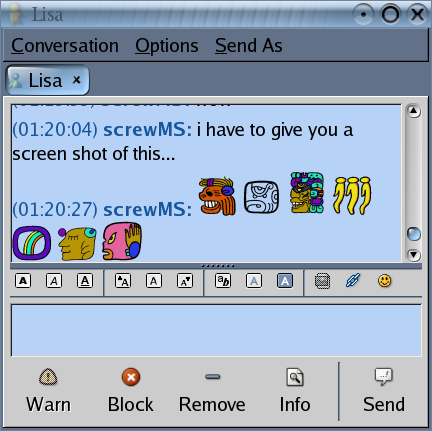 Lisa
Conversation Options Send As
Lisa ×
(01:20:04) screwMS: i have to give you a
screen shot of this...
(01:20:27) screwMS:
A A A A A A ab A A
Warn Block Remove Info Send